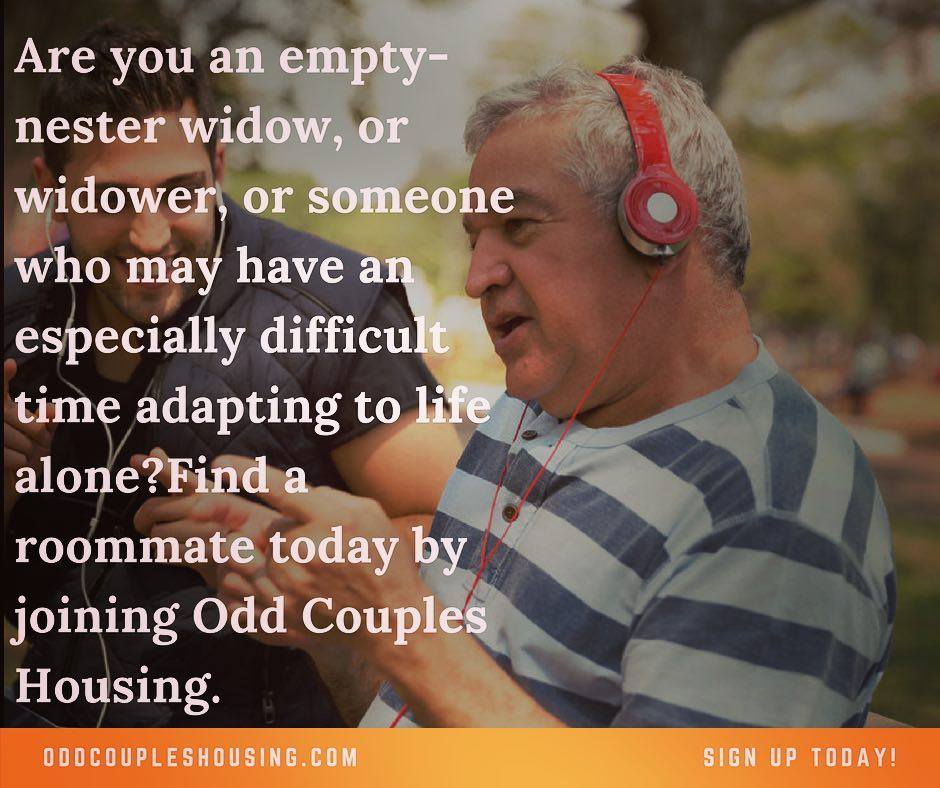 Are you an empty-
nester widow, or
widower, or someone
who may have an
especially difficult
time adapting to life
alone?Find a
roommate today by
joining Odd Couples
Housing.
ODDCOUPLESHOUSING.COM
SIGN UP TODAY!